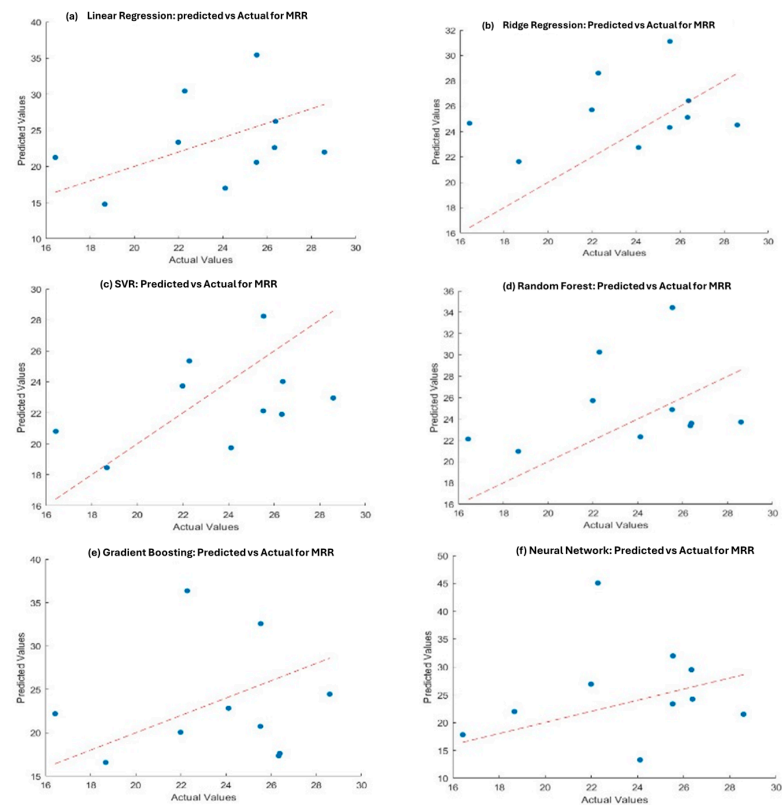 (a) Linear Regression: predicted vs Actual for MRR
40
35
30
25
20
15
10
16 18 20 22 24 26 28 30
Predicted Values
Actual Values
(b) Ridge Regression: Predicted vs Actual for MRR
32
30
28
26
24
22
20
18
16
16 18 20 22 24 26 28 30
Predicted Values
Actual Values
(c) SVR: Predicted vs Actual for MRR
30
28
26
24
22
20
18
16
16 18 20 22 24 26 28 30
Predicted Values
Actual Values
(d) Random Forest: Predicted vs Actual for MRR
36
34
32
30
28
26
24
22
20
18
16
16 18 20 22 24 26 28 30
Predicted Values
Actual Values
(e) Gradient Boosting: Predicted vs Actual for MRR
40
35
30
25
20
15
16 18 20 22 24 26 28 30
Predicted Values
Actual Values
(f) Neural Network: Predicted vs Actual for MRR
50
45
40
35
30
25
20
15
10
16 18 20 22 24 26 28 30
Predicted Values
Actual Values